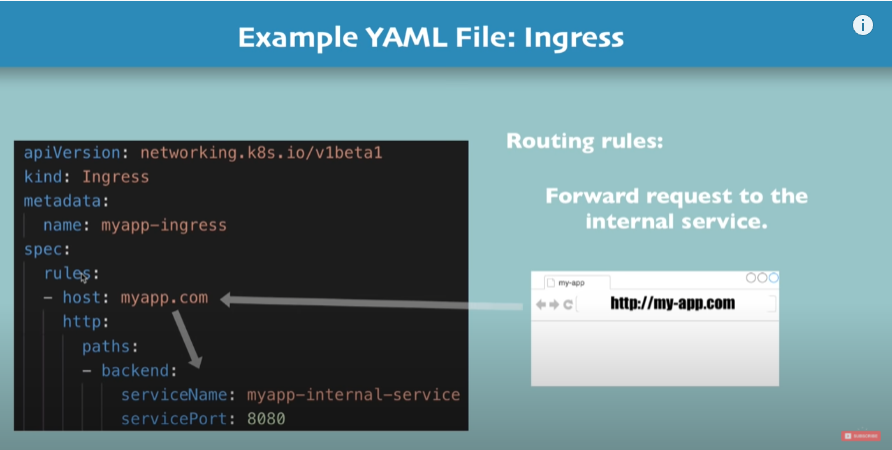 Example YAML File: Ingress
i
apiVersion: networking.k8s.io/v1beta1
kind: Ingress
metadata:
name: myapp-ingress
spec:
rules:
- host: myapp.com
http:
paths:
- backend:
serviceName: myapp-internal-service
servicePort: 8080
Routing rules:
Forward request to the
internal service.
my-app
http://my-app.com
SUBSCRIBE